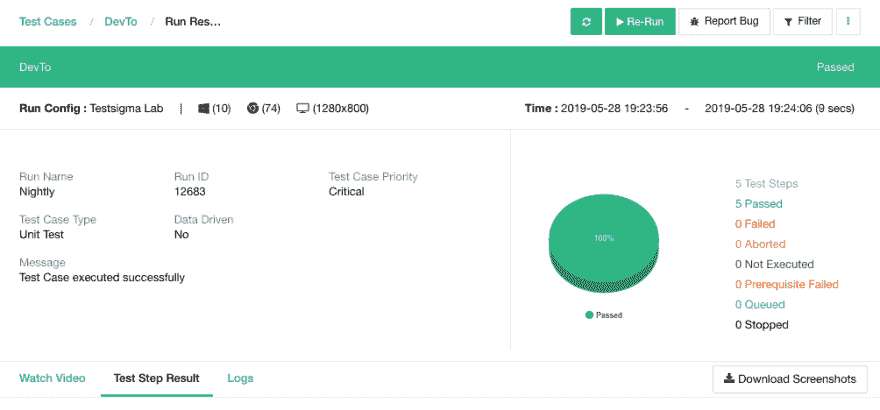 Test Cases / DevTo / Run Res... Re-Run Report Bug Filter
DevTo Passed
Run Config : Testsigma Lab | (10) (74) (1280x800) Time : 2019-05-28 19:23:56 - 2019-05-28 19:24:06 (9 secs)
Run Name Run ID Test Case Priority
Nightly 12683 Critical
Test Case Type Data Driven
Unit Test No
Message
Test Case executed successfully
100%
Passed
5 Test Steps
5 Passed
0 Failed
0 Aborted
0 Not Executed
0 Prerequisite Failed
0 Queued
0 Stopped
Watch Video Test Step Result Logs Download Screenshots